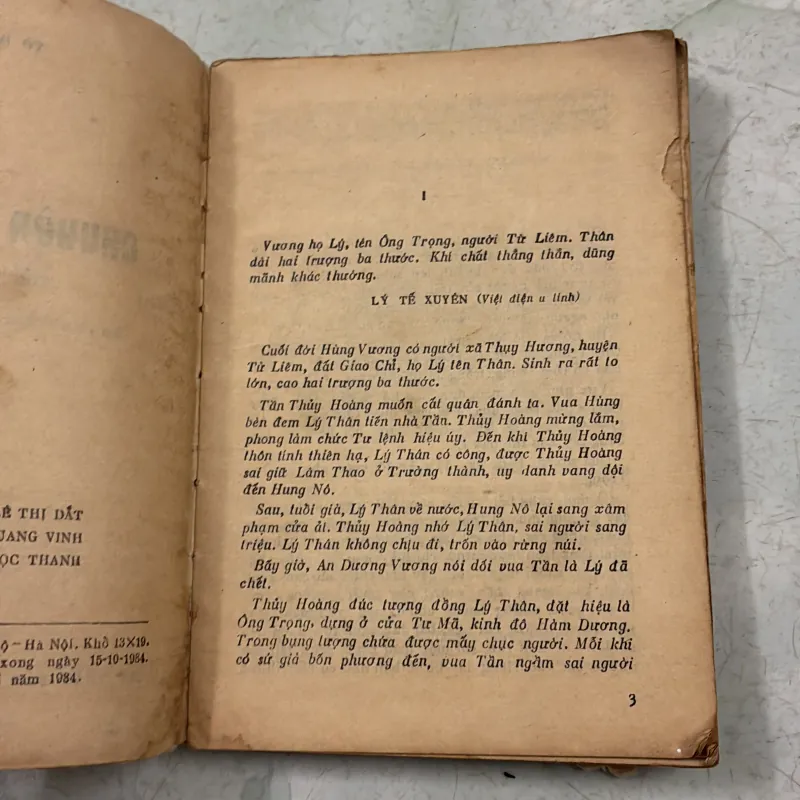 Ê THỊ DẮT
UANG VINH
ỌC THANH
ộ — Hà Nội. Khổ 13×19.
xong ngày 15-10-1984.
năm 1984.
I
Vương họ Lý, tên Ông Trọng, người Từ Liêm. Thân
dài hai trượng ba thước. Khí chất thẳng thắn, dũng
mãnh khác thường.
LÝ TẾ XUYÊN (Việt điện u linh)
Cuối đời Hùng Vương có người xã Thụy Hương, huyện
Từ Liêm, đất Giao Chỉ, họ Lý tên Thân. Sinh ra rất to
lớn, cao hai trượng ba thước.
Tần Thủy Hoàng muốn cất quân đánh ta. Vua Hùng
bèn đem Lý Thân tiến nhà Tần. Thủy Hoàng mừng lắm,
phong làm chức Tư lệnh hiệu úy. Đến khi Thủy Hoàng
thôn tính thiên hạ, Lý Thân có công, được Thủy Hoàng
sai giữ Lâm Thao ở Trường thành, uy danh vang dội
đến Hung Nô.
Sau, tuổi già, Lý Thân về nước, Hung Nô lại sang xâm
phạm cửa ải. Thủy Hoàng nhớ Lý Thân, sai người sang
triệu. Lý Thân không chịu đi, trốn vào rừng núi.
Bấy giờ, An Dương Vương nói dối vua Tần là Lý đã
chết.
Thủy Hoàng đúc tượng đồng Lý Thân, đặt hiệu là
Ông Trọng, dựng ở cửa Tư Mã, kinh đô Hàm Dương.
Trong bụng tượng chứa được mấy chục người. Mỗi khi
có sứ giả bốn phương đến, vua Tần ngầm sai người
3